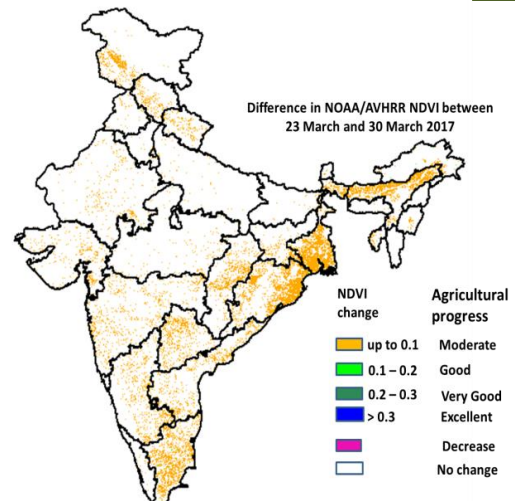 Difference in NOAA/AVHRR NDVI between
23 March and 30 March 2017
NDVI change Agricultural progress
up to 0.1 Moderate
0.1 – 0.2 Good
0.2 – 0.3 Very Good
> 0.3 Excellent
Decrease
No change